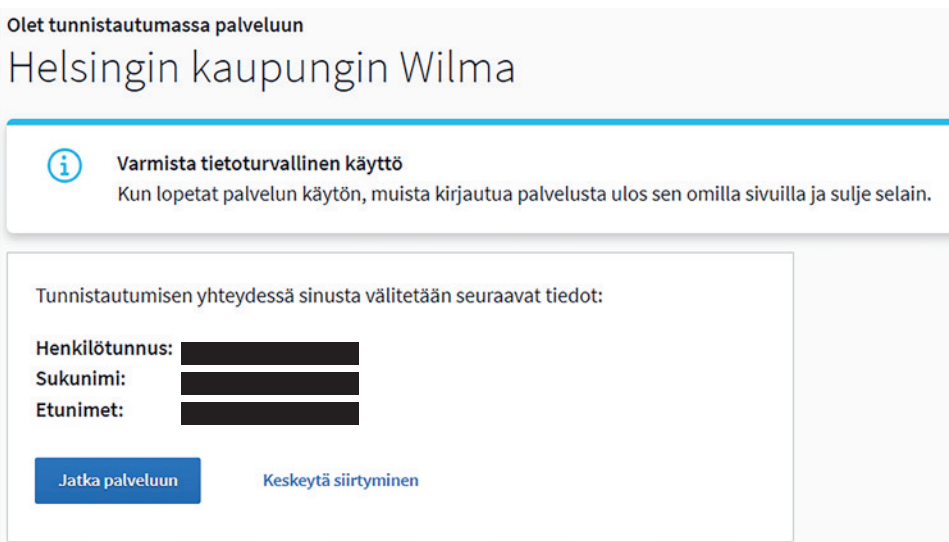 Olet tunnistautumassa palveluun
Helsingin kaupungin Wilma
Varmista tietoturvallinen käyttö
Kun lopetat palvelun käytön, muista kirjautua palvelusta ulos sen omilla sivuilla ja sulje selain.
Tunnistautumisen yhteydessä sinusta välitetään seuraavat tiedot:
Henkilötunnus:
Sukunimi:
Etunimet:
Jatka palveluun Keskeytä siirtyminen